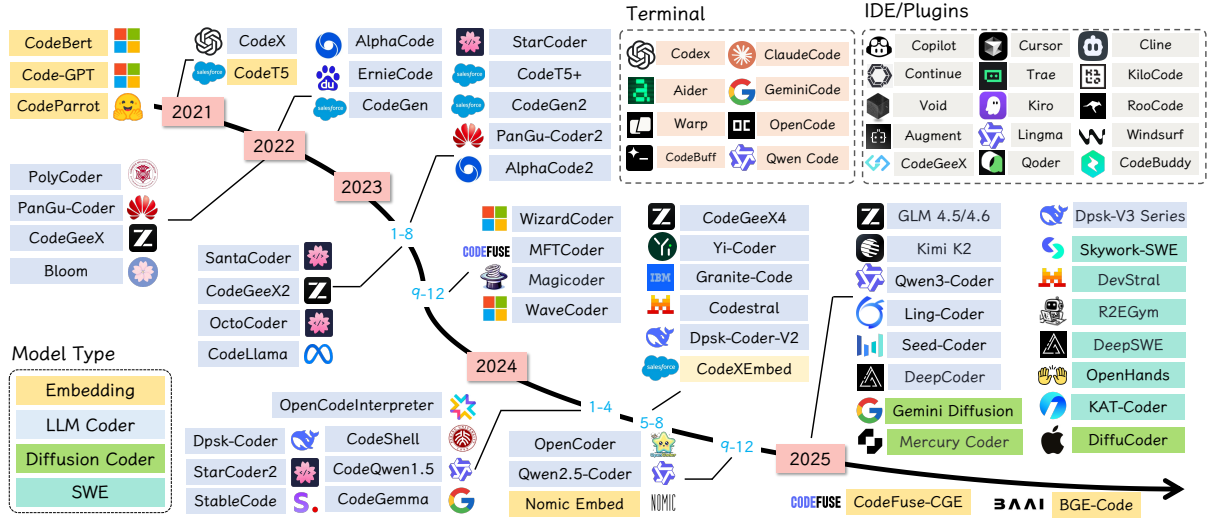 CodeBert
Code-GPT
CodeParrot
CodeX
salesforce
CodeT5
AlphaCode
Baidu
ErnieCode
salesforce
CodeGen
StarCoder
salesforce
CodeT5+
salesforce
CodeGen2
PanGu-Coder2
AlphaCode2
Terminal
Codex
ClaudeCode
Aider
GeminiCode
Warp
OpenCode
CodeBuff
Qwen Code
IDE/Plugins
Copilot
Cursor
Cline
Continue
Trae
KiloCode
Void
Kiro
RooCode
Augment
Lingma
Windsurf
CodeGeeX
Qoder
CodeBuddy
2021
2022
2023
1-8
9-12
2024
1-4
5-8
9-12
2025
PolyCoder
PanGu-Coder
CodeGeeX
Bloom
SantaCoder
CodeGeeX2
OctoCoder
CodeLlama
WizardCoder
CODEFUSE
MFTCoder
Magicoder
WaveCoder
CodeGeeX4
Yi-Coder
IBM
Granite-Code
Codestral
Dpsk-Coder-V2
salesforce
CodeXEmbed
GLM 4.5/4.6
Kimi K2
Qwen3-Coder
Ling-Coder
Seed-Coder
DeepCoder
Gemini Diffusion
Mercury Coder
Dpsk-V3 Series
Skywork-SWE
DevStral
R2EGym
DeepSWE
OpenHands
KAT-Coder
DiffuCoder
Model Type
Embedding
LLM Coder
Diffusion Coder
SWE
OpenCodeInterpreter
Dpsk-Coder
CodeShell
StarCoder2
CodeQwen1.5
StableCode
CodeGemma
OpenCoder
Qwen2.5-Coder
Nomic Embed
NOMIC
CODEFUSE
CodeFuse-CGE
BAAI
BGE-Code